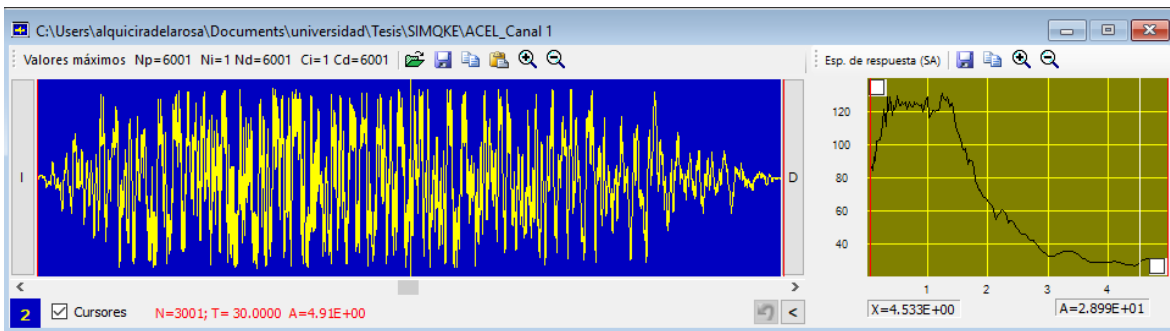 C:\Users\alquiciradelarosa\Documents\universidad\Tesis\SIMQKE\ACEL_Canal 1
Valores máximos Np=6001 Ni=1 Nd=6001 Ci=1 Cd=6001
Esp. de respuesta (SA)
I
D
120
100
80
60
40
1 2 3 4
< >
2 Cursores N=3001; T= 30.0000 A=4.91E+00 <
X=4.533E+00 A=2.899E+01